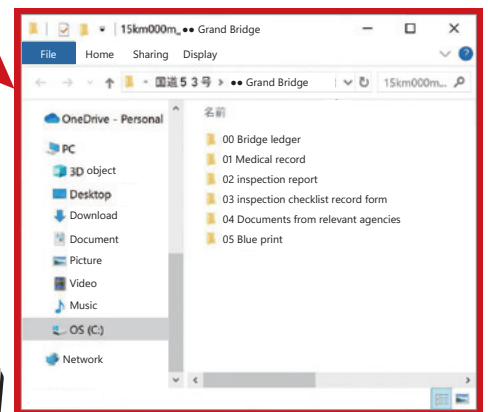 15km000m_●● Grand Bridge
File Home Sharing Display
国道53号 › ●● Grand Bridge 15km000m...
名前
OneDrive - Personal
PC
3D object
Desktop
Download
Document
Picture
Video
Music
OS (C:)
Network
00 Bridge ledger
01 Medical record
02 inspection report
03 inspection checklist record form
04 Documents from relevant agencies
05 Blue print